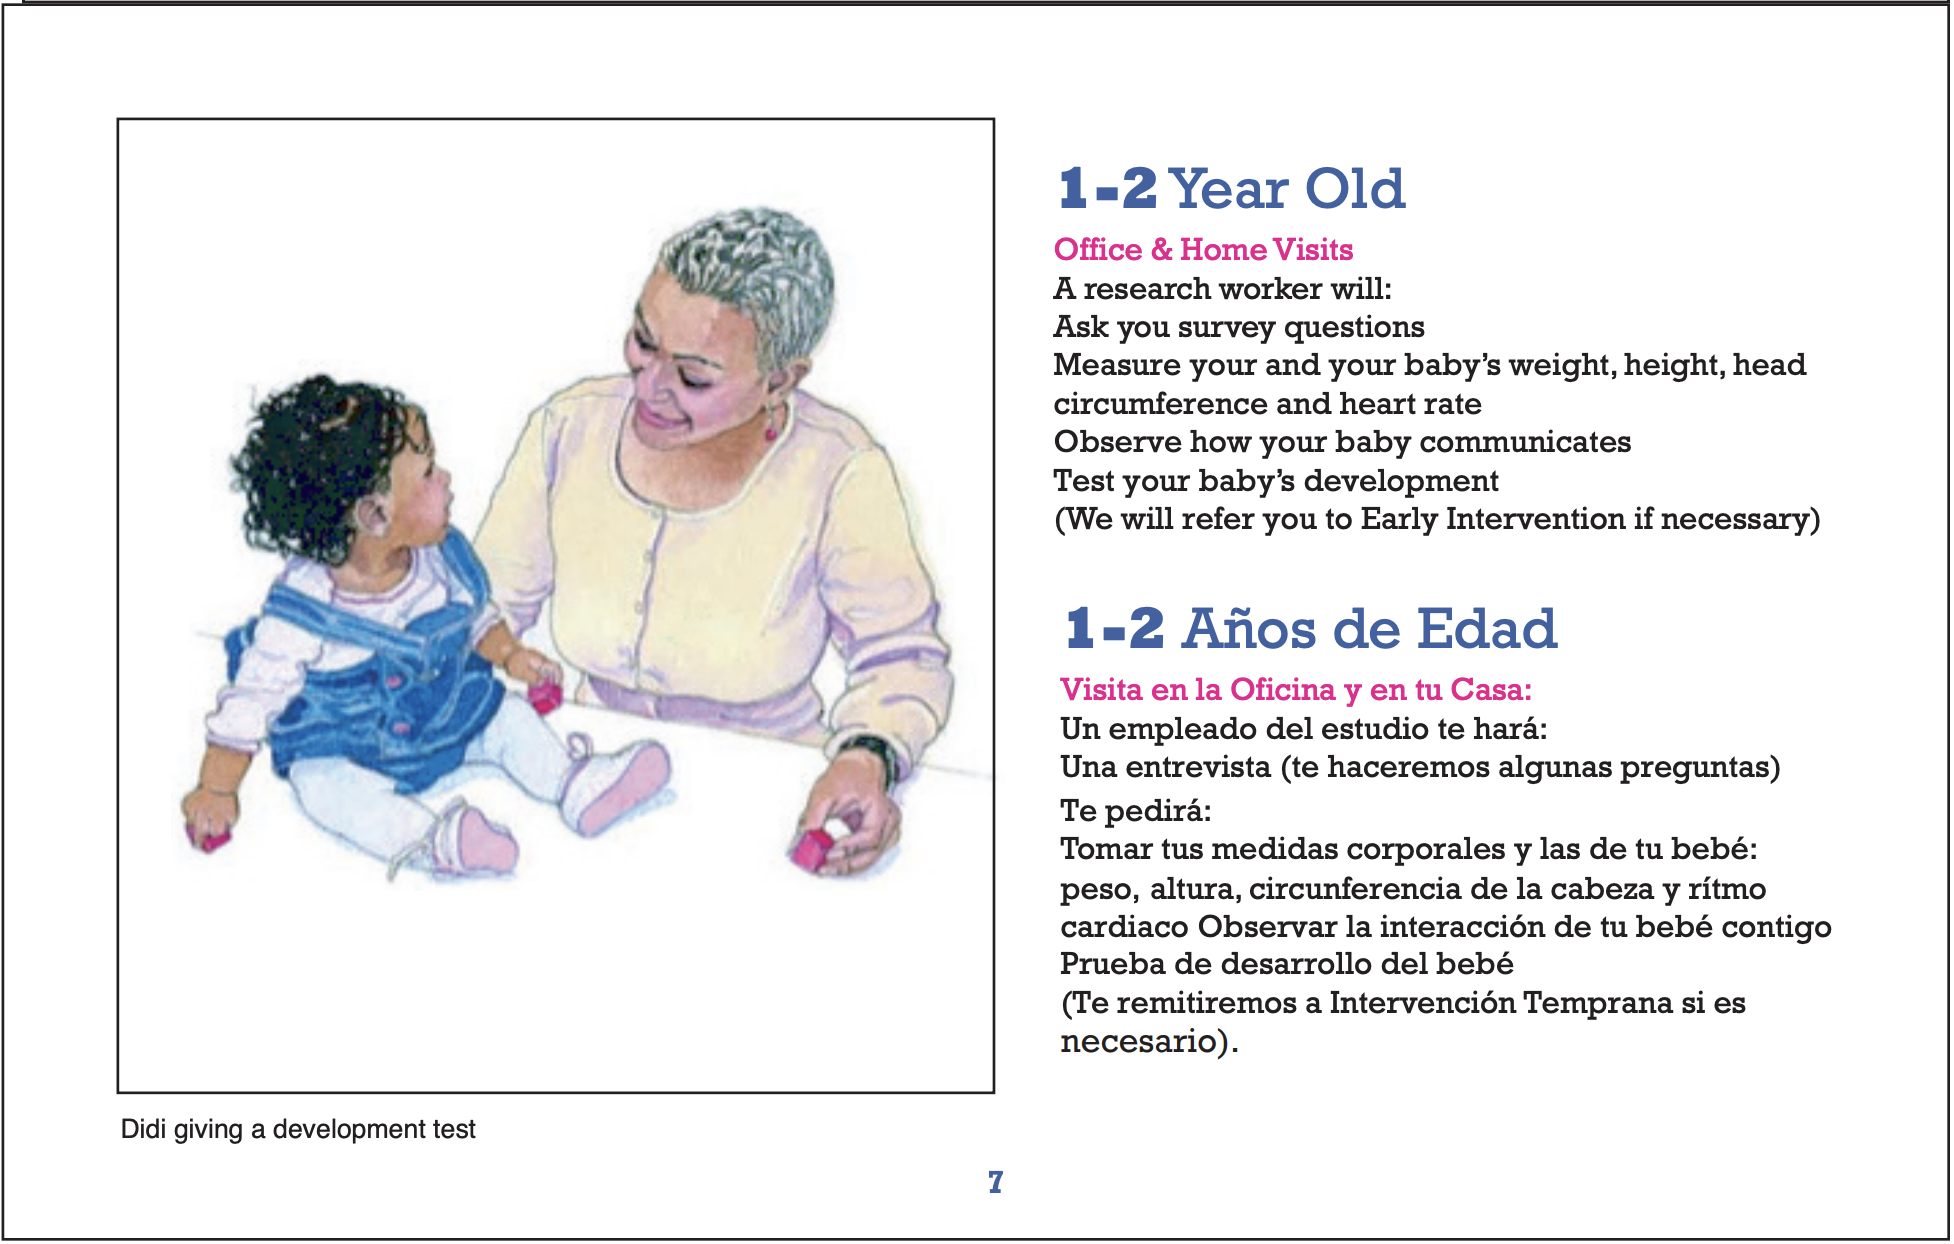 1-2 Year Old
Office & Home Visits
A research worker will:
Ask you survey questions
Measure your and your baby’s weight, height, head
circumference and heart rate
Observe how your baby communicates
Test your baby’s development
(We will refer you to Early Intervention if necessary)
1-2 Años de Edad
Visita en la Oficina y en tu Casa:
Un empleado del estudio te hará:
Una entrevista (te haceremos algunas preguntas)
Te pedirá:
Tomar tus medidas corporales y las de tu bebé:
peso, altura, circunferencia de la cabeza y rítmo
cardiaco Observar la interacción de tu bebé contigo
Prueba de desarrollo del bebé
(Te remitiremos a Intervención Temprana si es
necesario).
Didi giving a development test
7